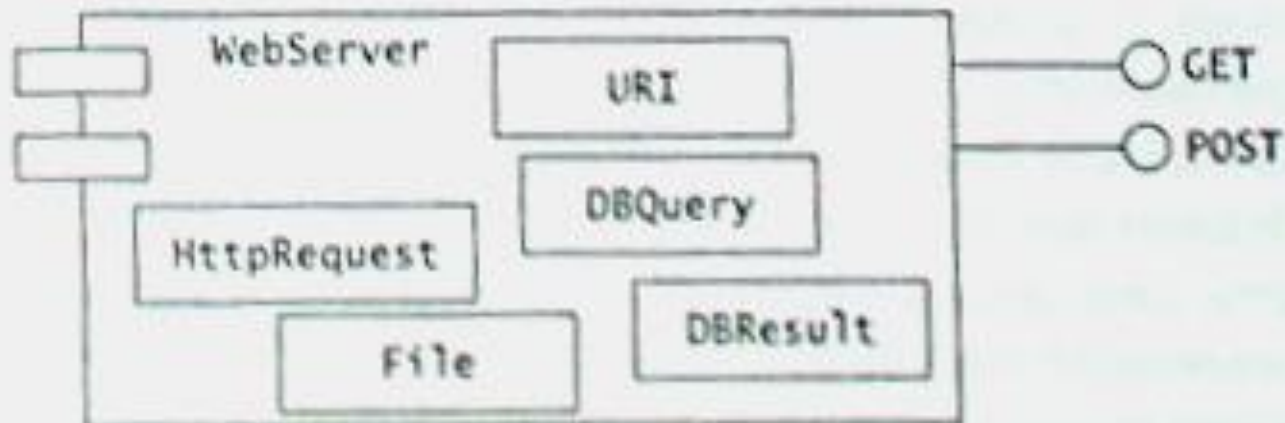 WebServer
URI
GET
POST
DBQuery
HttpRequest
DBResult
File